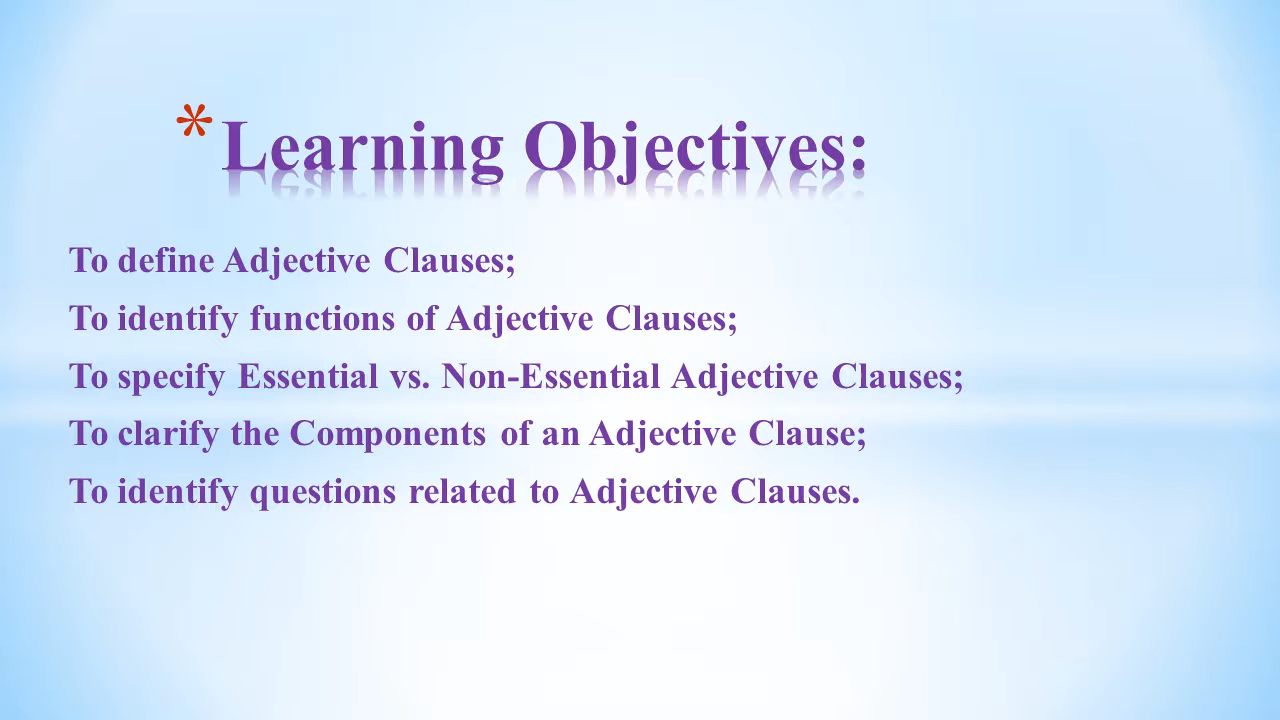 * Learning Objectives:
To define Adjective Clauses;
To identify functions of Adjective Clauses;
To specify Essential vs. Non-Essential Adjective Clauses;
To clarify the Components of an Adjective Clause;
To identify questions related to Adjective Clauses.